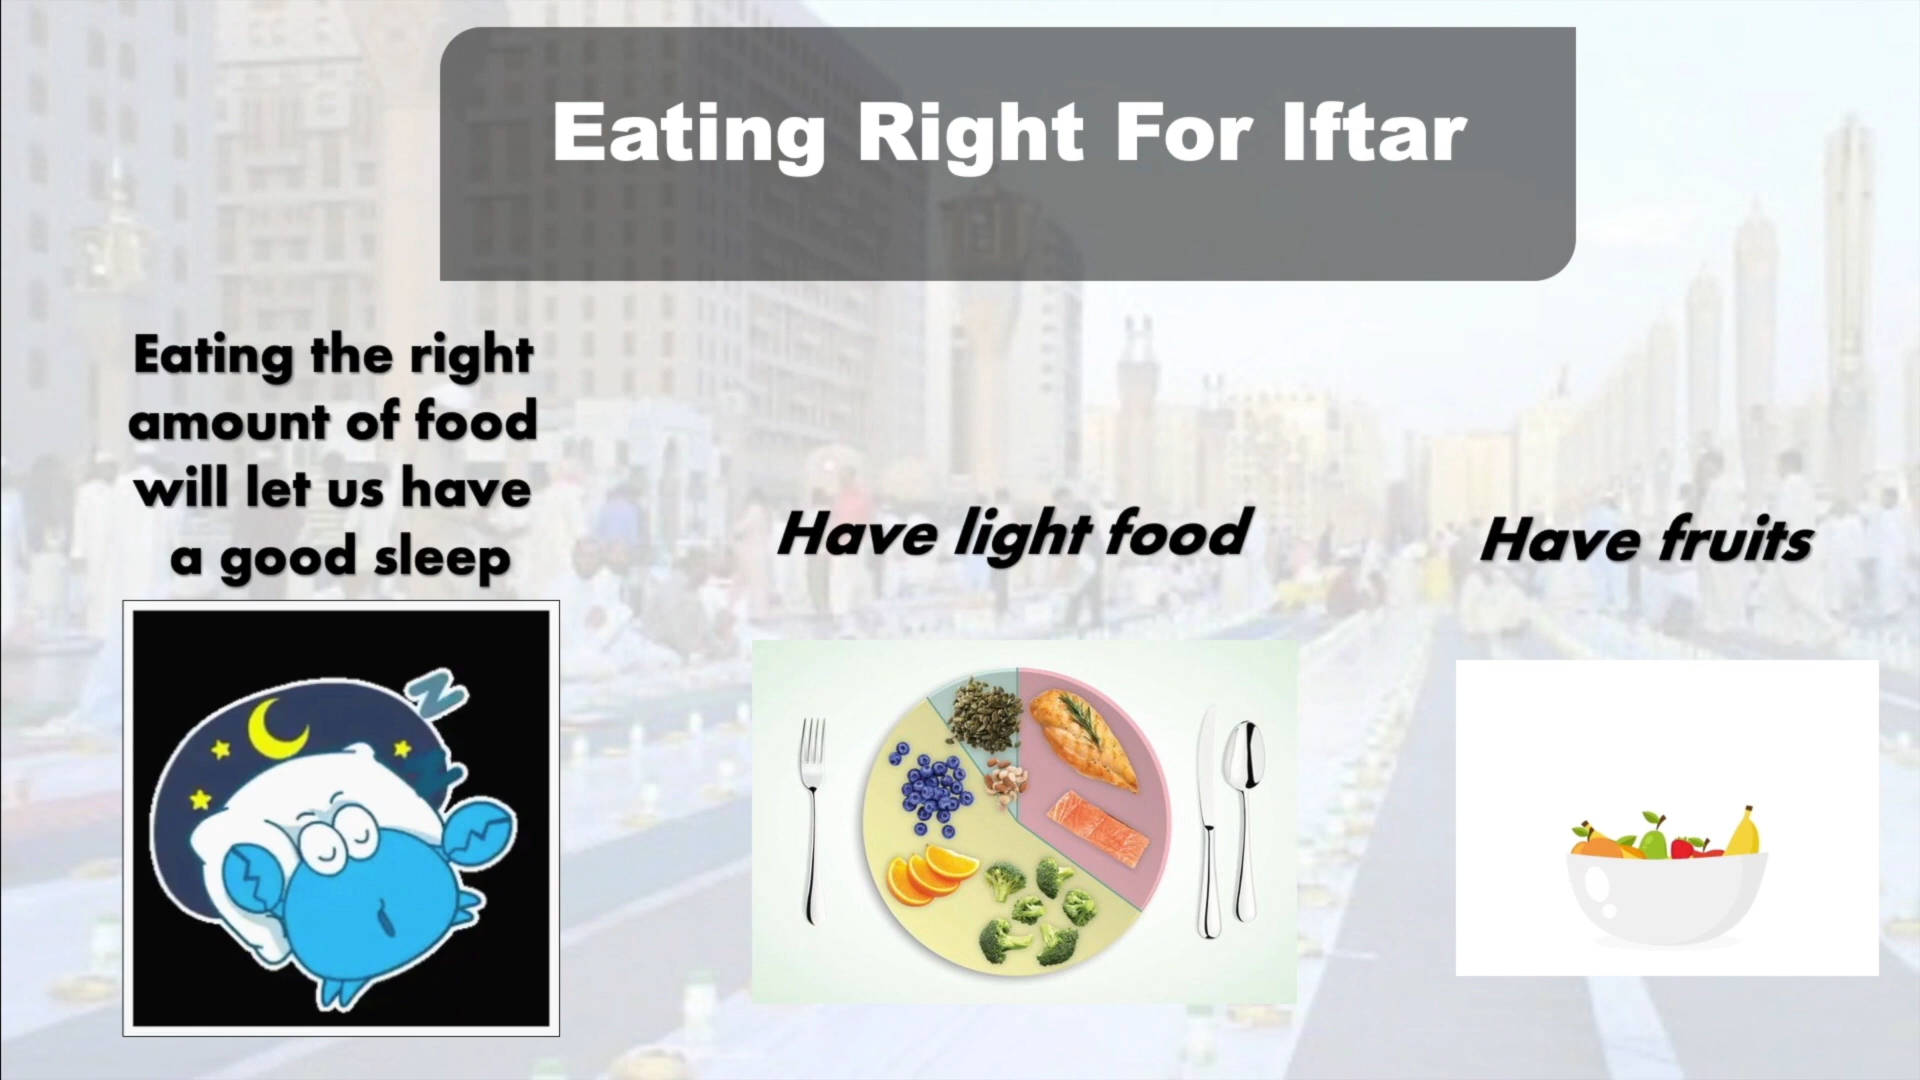 Eating Right For Iftar
Eating the right
amount of food
will let us have
a good sleep
Have light food
Have fruits
Z